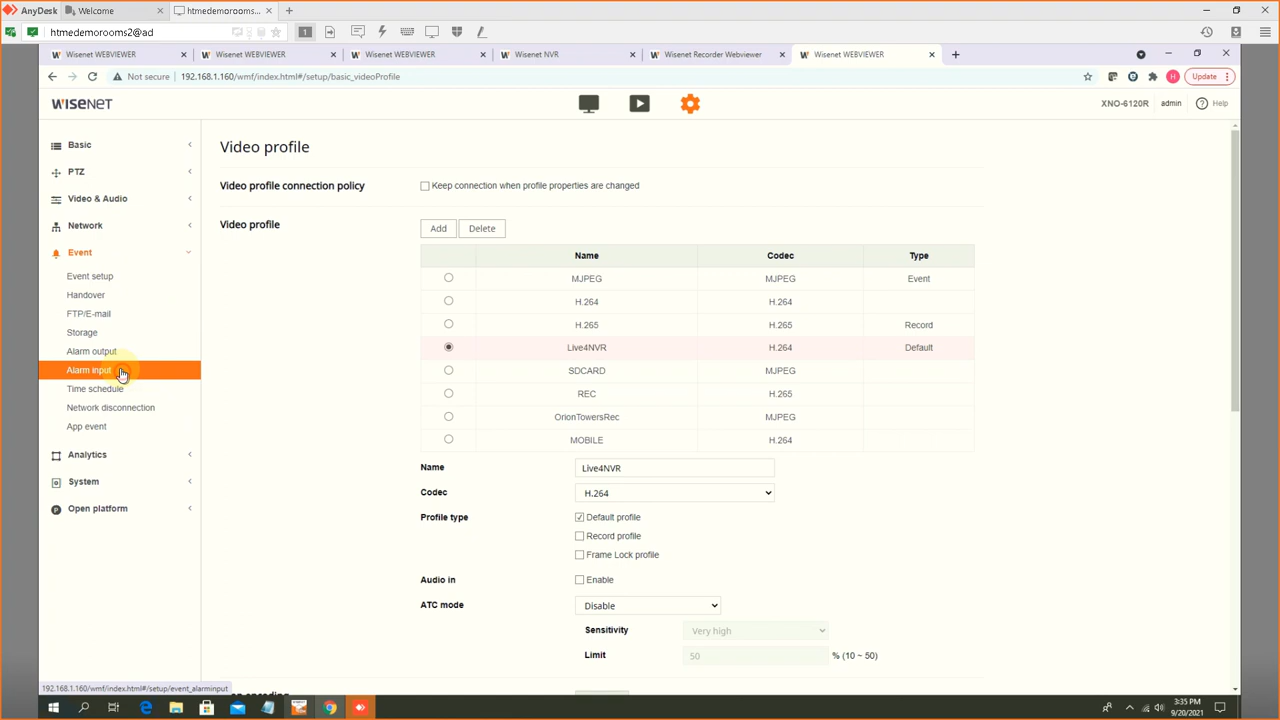 AnyDesk Welcome htmedemorooms...
htmedemorooms2@ad 1
Wisenet WEBVIEWER Wisenet WEBVIEWER Wisenet WEBVIEWER Wisenet NVR Wisenet Recorder Webviewer Wisenet WEBVIEWER
Not secure 192.168.1.160/wmf/index.html#/setup/basic_videoProfile H Update
WISENET XNO-6120R admin Help
Basic
PTZ
Video & Audio
Network
Event
Event setup
Handover
FTP/E-mail
Storage
Alarm output
Alarm input
Time schedule
Network disconnection
App event
Analytics
System
Open platform
Video profile
Video profile connection policy Keep connection when profile properties are changed
Video profile Add Delete
Name Codec Type
MJPEG MJPEG Event
H.264 H.264
H.265 H.265 Record
Live4NVR H.264 Default
SDCARD MJPEG
REC H.265
OrionTowersRec MJPEG
MOBILE H.264
Name Live4NVR
Codec H.264
Profile type Default profile
Record profile
Frame Lock profile
Audio in Enable
ATC mode Disable
Sensitivity Very high
Limit 50 % (10 ~ 50)
192.168.1.160/wmf/index.html#/setup/event_alarminput
3:35 PM
9/20/2021